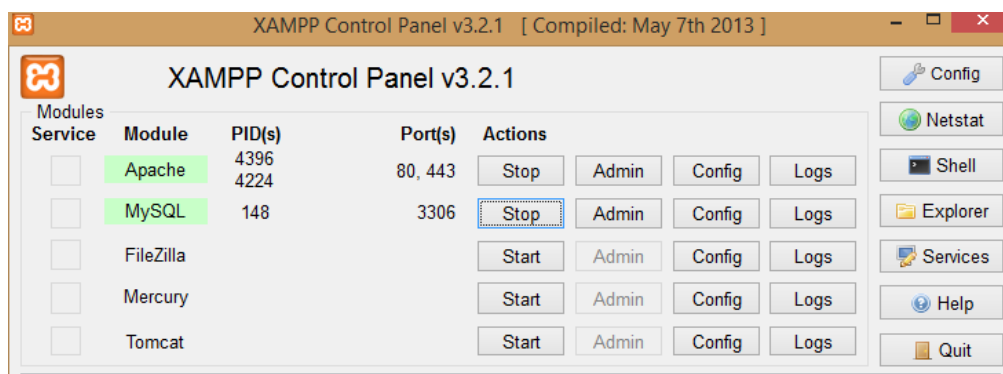 XAMPP Control Panel v3.2.1 [ Compiled: May 7th 2013 ]
XAMPP Control Panel v3.2.1
Config
Modules
Service Module PID(s) Port(s) Actions
Netstat
Apache 4396 4224 80, 443 Stop Admin Config Logs
Shell
MySQL 148 3306 Stop Admin Config Logs
Explorer
FileZilla Start Admin Config Logs
Services
Mercury Start Admin Config Logs
Help
Tomcat Start Admin Config Logs
Quit